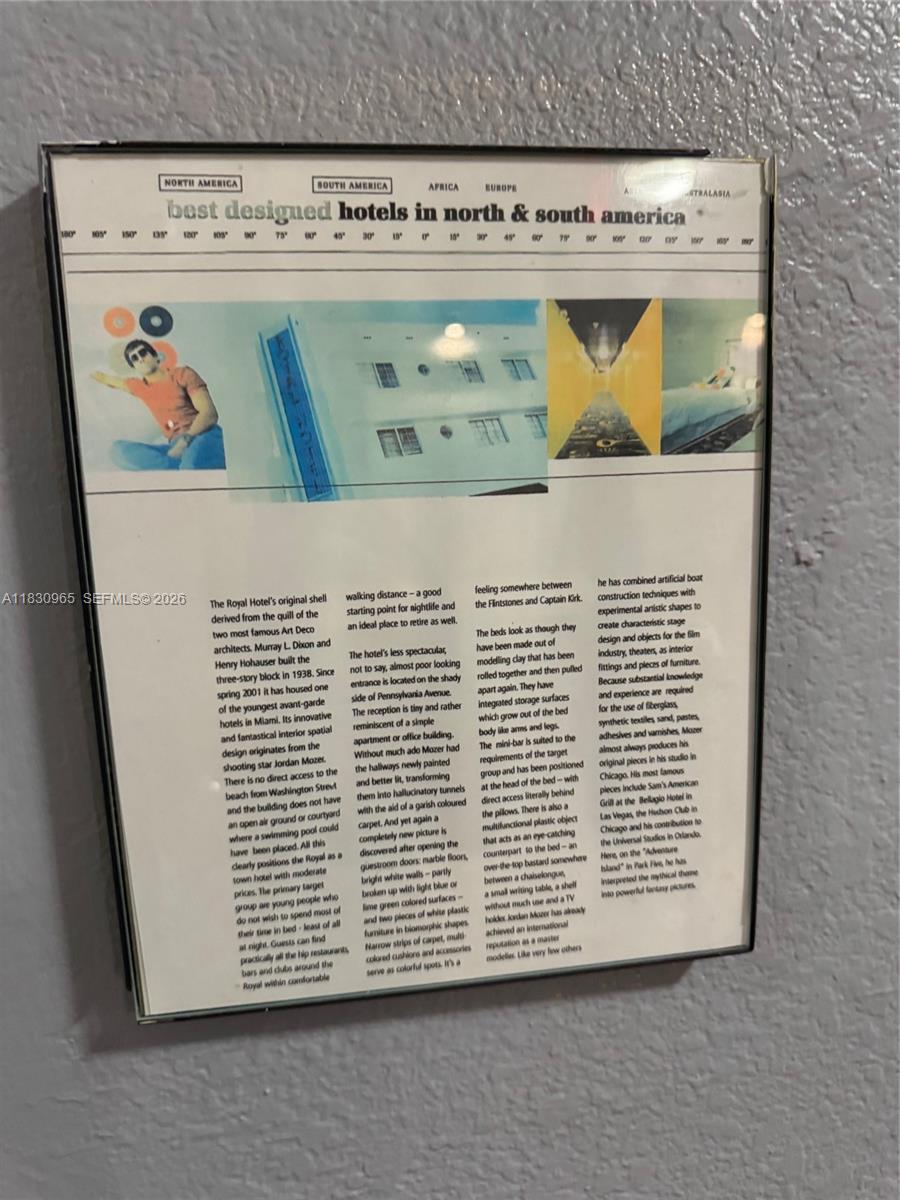 NORTH AMERICA SOUTH AMERICA AFRICA EUROPE
best designed hotels in north & south america
180° 165° 150° 135° 120° 105° 90° 75° 60° 45° 30° 15° 0° 15° 30° 45° 60° 75° 90° 105° 120° 135° 150° 165° 180°
ROYAL HOTEL
The Royal Hotel's original shell
derived from the quill of the
two most famous Art Deco
architects. Murray L. Dixon and
Henry Hohauser built the
three-story block in 1938. Since
spring 2001 it has housed one
of the youngest avant-garde
hotels in Miami. Its innovative
and fantastical interior spatial
design originates from the
shooting star Jordan Mozer.
There is no direct access to the
beach from Washington Street
and the building does not have
an open air ground or courtyard
where a swimming pool could
have been placed. All this
clearly positions the Royal as a
town hotel with moderate
prices. The primary target
group are young people who
do not wish to spend most of
their time in bed - least of all
at night. Guests can find
practically all the hip restaurants,
bars and clubs around the
Royal within comfortable
walking distance – a good
starting point for nightlife and
an ideal place to retire as well.
The hotel's less spectacular,
not to say, almost poor looking
entrance is located on the shady
side of Pennsylvania Avenue.
The reception is tiny and rather
reminiscent of a simple
apartment or office building.
Without much ado Mozer had
the hallways newly painted
and better lit, transforming
them into hallucinatory tunnels
with the aid of a garish coloured
carpet. And yet again a
completely new picture is
discovered after opening the
guestroom doors: marble floors,
bright white walls – partly
broken up with light blue or
lime green colored surfaces –
and two pieces of white plastic
furniture in biomorphic shapes.
Narrow strips of carpet, multi-
colored cushions and accessories
serve as colorful spots. It's a
feeling somewhere between
the Flintstones and Captain Kirk.
The beds look as though they
have been made out of
modelling clay that has been
rolled together and then pulled
apart again. They have
integrated storage surfaces
which grow out of the bed
body like arms and legs.
The mini-bar is suited to the
requirements of the target
group and has been positioned
at the head of the bed – with
direct access literally behind
the pillows. There is also a
multifunctional plastic object
that acts as an eye-catching
counterpart to the bed – an
over-the-top bastard somewhere
between a chaiselongue,
a small writing table, a shelf
without much use and a TV
holder. Jordan Mozer has already
achieved an international
reputation as a master
modeller. Like very few others
he has combined artificial boat
construction techniques with
experimental artistic shapes to
create characteristic stage
design and objects for the film
industry, theaters, as interior
fittings and pieces of furniture.
Because substantial knowledge
and experience are required
for the use of fiberglass,
synthetic textiles, sand, pastes,
adhesives and varnishes, Mozer
almost always produces his
original pieces in his studio in
Chicago. His most famous
pieces include Sam's American
Grill at the Bellagio Hotel in
Las Vegas, the Hudson Club in
Chicago and his contribution to
the Universal Studios in Orlando.
Here, on the "Adventure
Island" in Park Five, he has
interpreted the mythical theme
into powerful fantasy pictures.
A11830965 SEFMLS© 2026